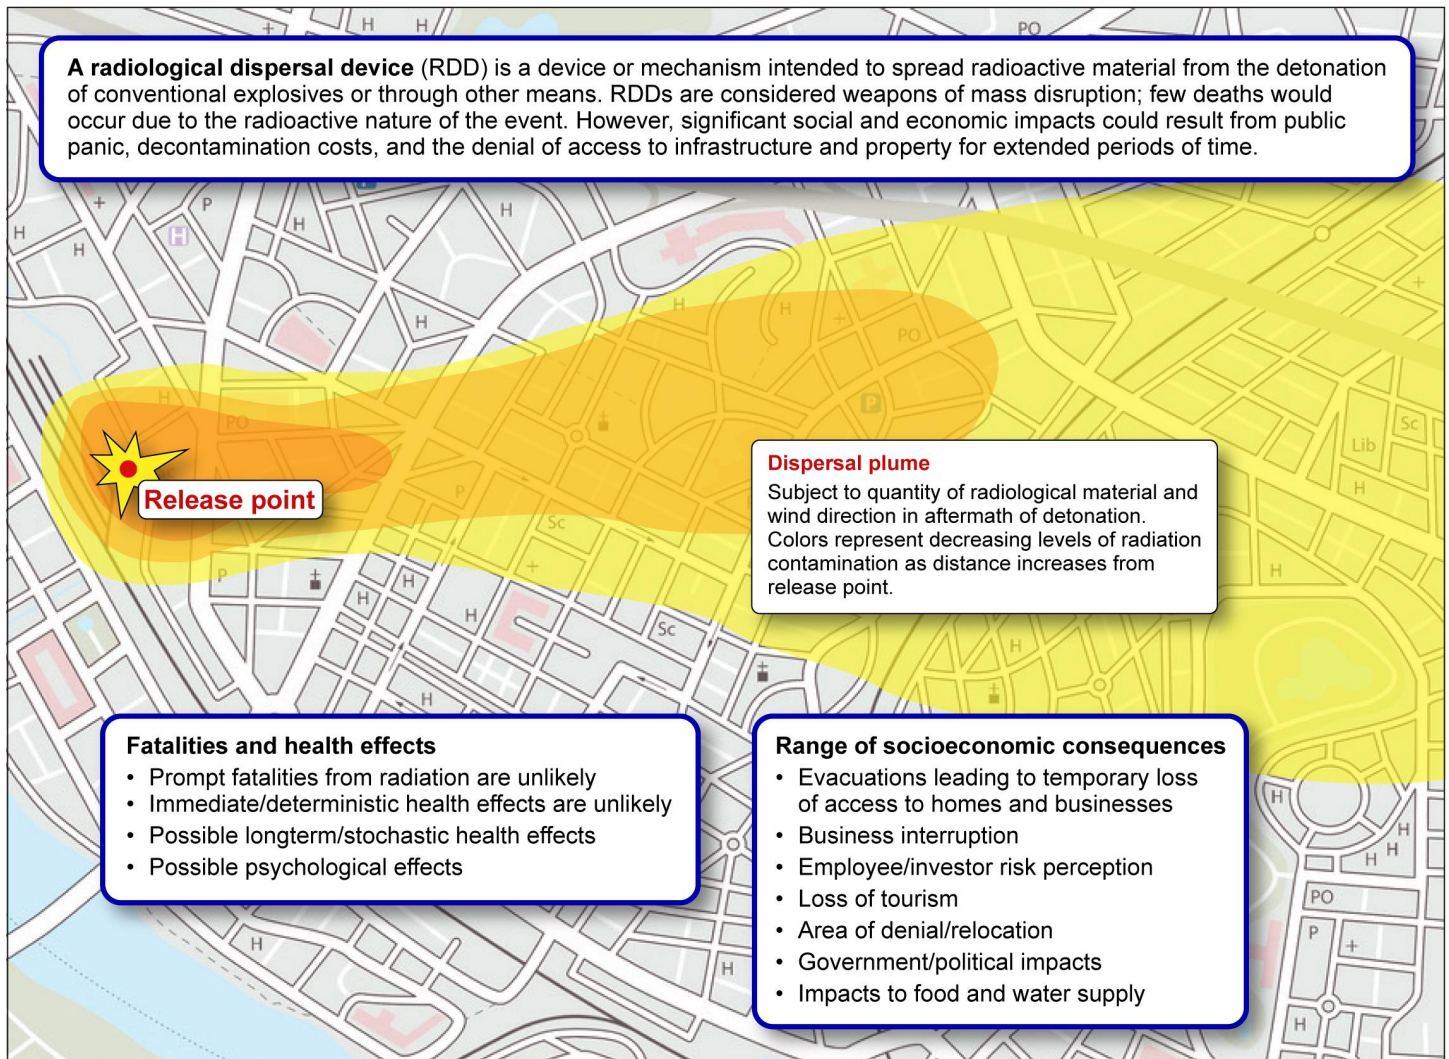 A radiological dispersal device (RDD) is a device or mechanism intended to spread radioactive material from the detonation
of conventional explosives or through other means. RDDs are considered weapons of mass disruption; few deaths would
occur due to the radioactive nature of the event. However, significant social and economic impacts could result from public
panic, decontamination costs, and the denial of access to infrastructure and property for extended periods of time.
H
H
PO
P
H
H
H
H
H
H
H
PO
H
PO
P
Sc
Lib
H
Release point
P
Sc
Dispersal plume
Subject to quantity of radiological material and
wind direction in aftermath of detonation.
Colors represent decreasing levels of radiation
contamination as distance increases from
release point.
P
H
H
H
H
Sc
H
H
Fatalities and health effects
• Prompt fatalities from radiation are unlikely
• Immediate/deterministic health effects are unlikely
• Possible longterm/stochastic health effects
• Possible psychological effects
Range of socioeconomic consequences
• Evacuations leading to temporary loss
of access to homes and businesses
• Business interruption
• Employee/investor risk perception
• Loss of tourism
• Area of denial/relocation
• Government/political impacts
• Impacts to food and water supply
H
H
H
H
PO
P
H
H
H